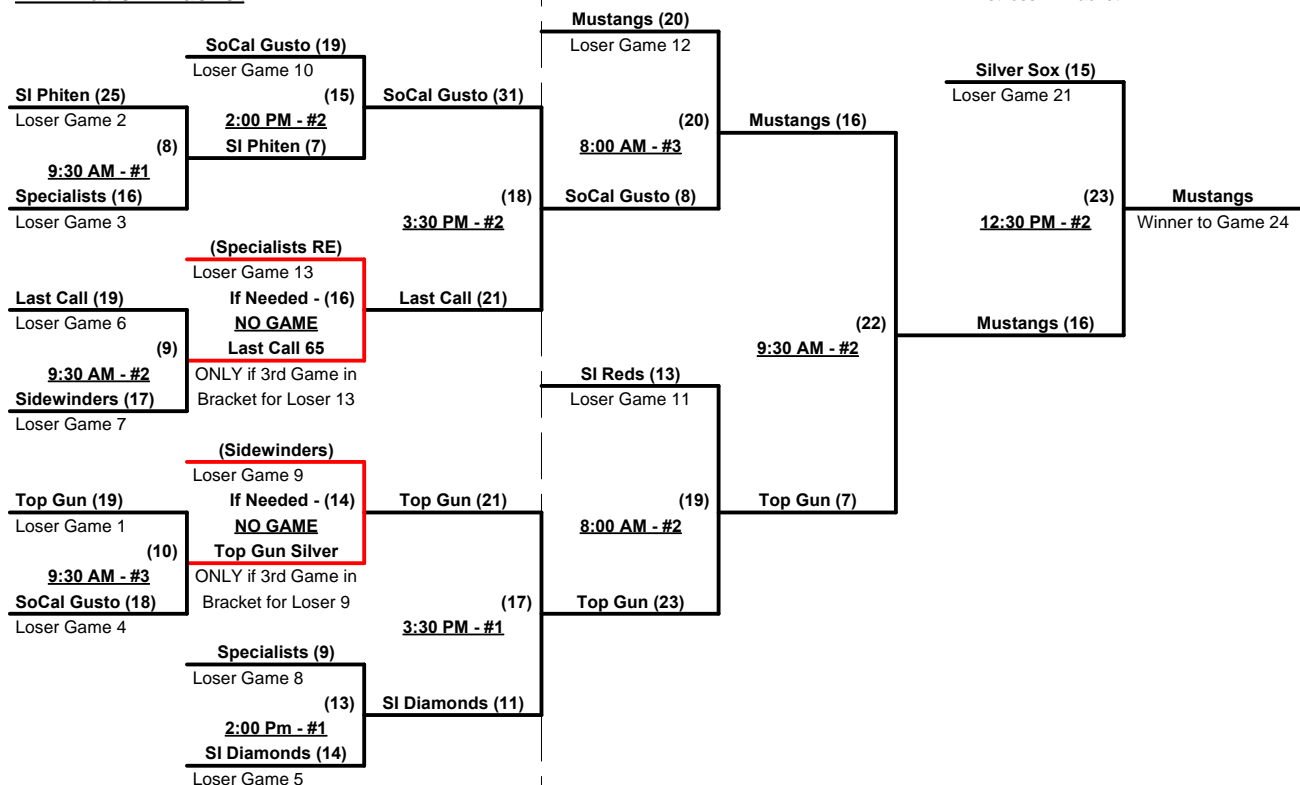 Mustangs (20)
Loser Game 12
SoCal Gusto (19)
Loser Game 10
Silver Sox (15)
Loser Game 21
SI Phiten (25)
Loser Game 2
(15)
2:00 PM - #2
SoCal Gusto (31)
(20)
8:00 AM - #3
Mustangs (16)
(8)
9:30 AM - #1
SI Phiten (7)
Specialists (16)
Loser Game 3
(18)
3:30 PM - #2
SoCal Gusto (8)
(23)
12:30 PM - #2
Mustangs
Winner to Game 24
(Specialists RE)
Loser Game 13
Last Call (19)
Loser Game 6
If Needed - (16)
NO GAME
Last Call (21)
(22)
9:30 AM - #2
Mustangs (16)
(9)
9:30 AM - #2
Last Call 65
ONLY if 3rd Game in
Bracket for Loser 13
Sidewinders (17)
Loser Game 7
SI Reds (13)
Loser Game 11
(Sidewinders)
Loser Game 9
Top Gun (19)
Loser Game 1
If Needed - (14)
NO GAME
Top Gun (21)
(19)
8:00 AM - #2
Top Gun (7)
(10)
9:30 AM - #3
Top Gun Silver
ONLY if 3rd Game in
Bracket for Loser 9
SoCal Gusto (18)
Loser Game 4
(17)
3:30 PM - #1
Top Gun (23)
Specialists (9)
Loser Game 8
(13)
2:00 Pm - #1
SI Diamonds (11)
SI Diamonds (14)
Loser Game 5